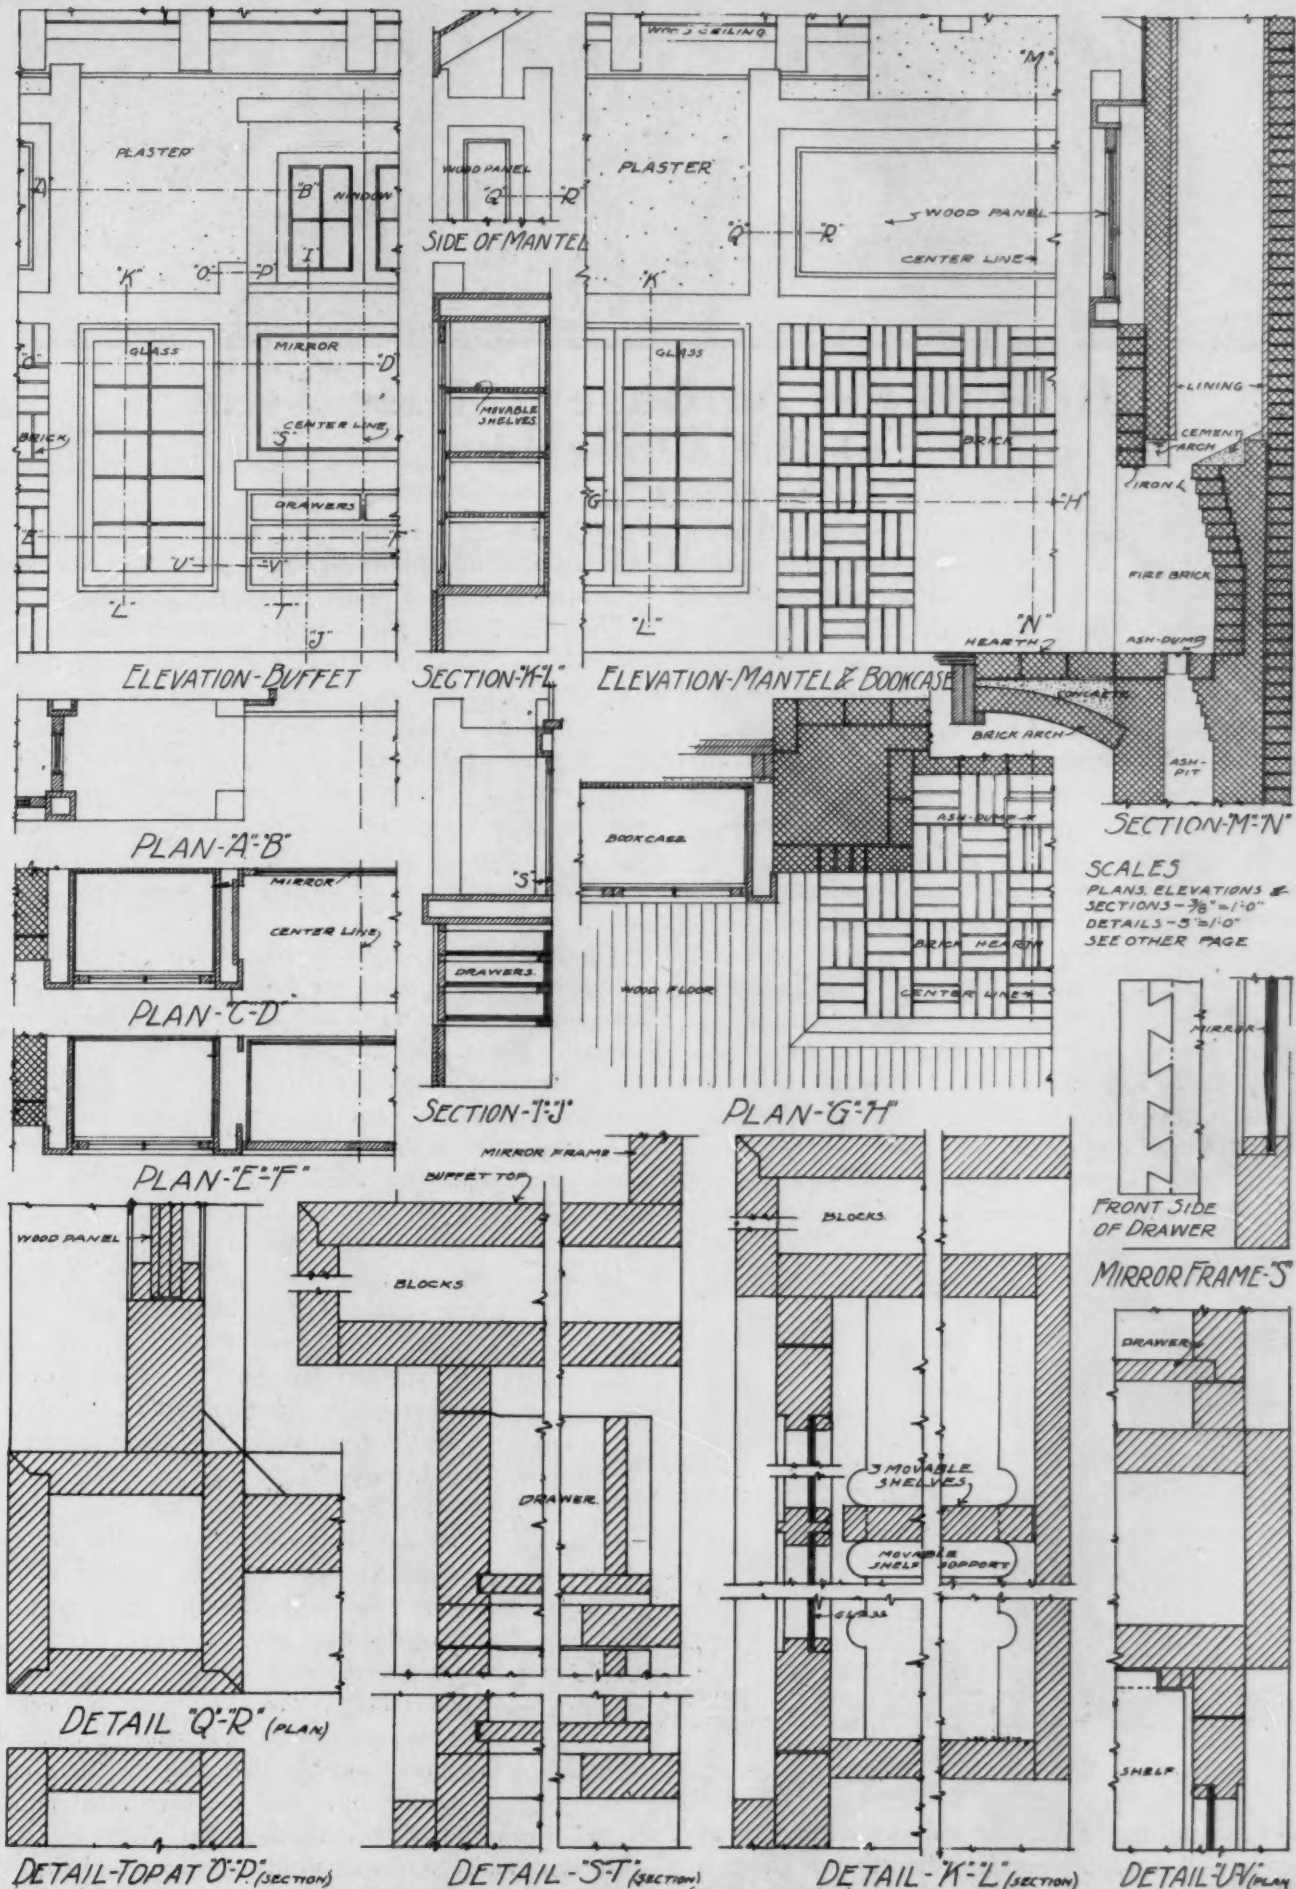 WOOD CEILING
"M"
PLASTER
"A"
"B"
WINDOW
"I"
"O"
"P"
"K"
WOOD PANEL
"Q"
"R"
SIDE OF MANTEL
PLASTER
WOOD PANEL
"Q"
"R"
CENTER LINE
"K"
GLASS
MIRROR
"C"
"D"
"S"
CENTER LINE
BRICK
DRAWERS
"E"
"F"
"U"
"V"
"L"
"T"
"J"
ELEVATION-BUFFET
MOVABLE
SHELVES
SECTION-"K"-"L"
GLASS
BRICK
"G"
"H"
"L"
"N"
HEARTH
ELEVATION-MANTEL & BOOKCASE
LINING
CEMENT
ARCH
IRON L
FIRE BRICK
ASH-DUMP
CONCRETE
BRICK ARCH
ASH-
PIT
SECTION-"M"-"N"
PLAN-"A"-"B"
MIRROR
CENTER LINE
PLAN-"C"-"D"
PLAN-"E"-"F"
"S"
DRAWERS
SECTION-"I"-"J"
BOOKCASE
ASH-DUMP
BRICK HEARTH
WOOD FLOOR
CENTER LINE
PLAN-"G"-"H"
SCALES
PLANS, ELEVATIONS &
SECTIONS-3/8"=1'-0"
DETAILS-3"=1'-0"
SEE OTHER PAGE
MIRROR
FRONT SIDE
OF DRAWER
MIRROR FRAME-"S"
WOOD PANEL
DETAIL "Q"-"R" (PLAN)
DETAIL-TOP AT "O"-"P" (SECTION)
MIRROR FRAME
BUFFET TOP
BLOCKS
DRAWER
DETAIL-"S"-"T" (SECTION)
BLOCKS
3 MOVABLE
SHELVES
MOVABLE
SHELF SUPPORT
GLASS
DETAIL-"K"-"L" (SECTION)
DRAWER
SHELF
DETAIL-"U"-"V" (PLAN